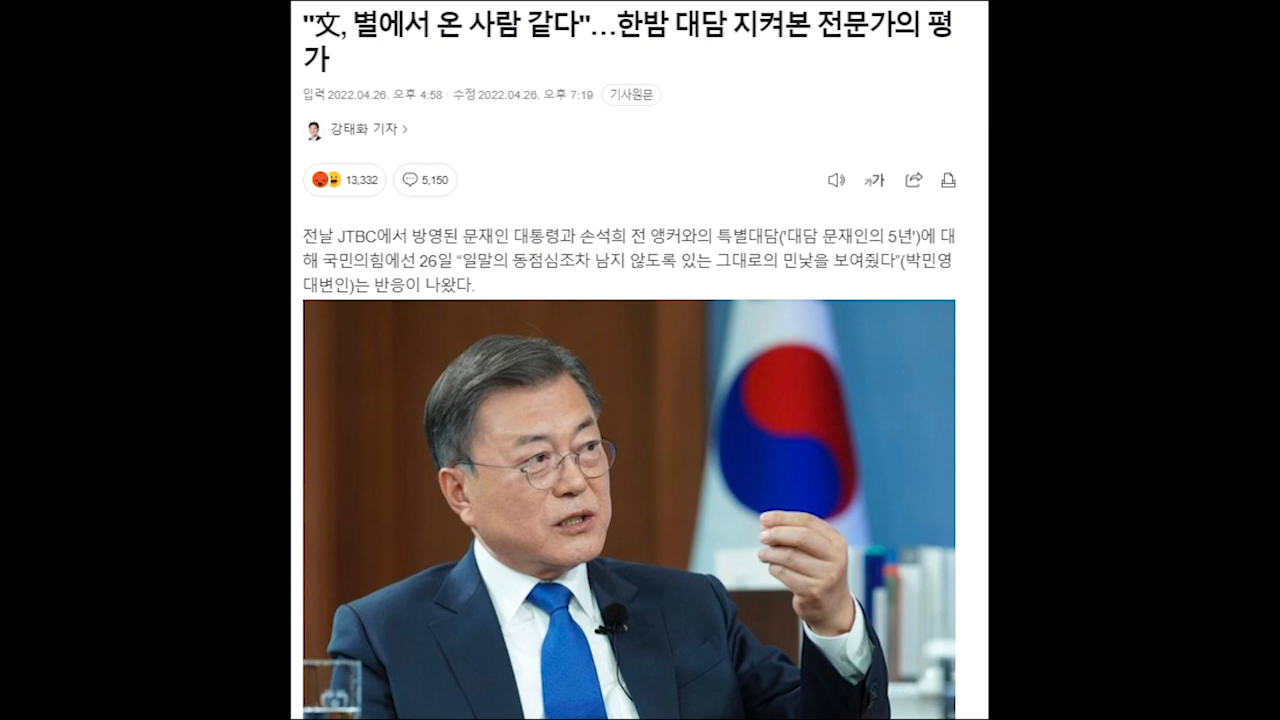 "文, 별에서 온 사람 같다"…한밤 대담 지켜본 전문가의 평
가
입력 2022.04.26. 오후 4:58 · 수정 2022.04.26. 오후 7:19 기사원문
강태화 기자 >
13,332 5,150
가가
전날 JTBC에서 방영된 문재인 대통령과 손석희 전 앵커와의 특별대담('대담 문재인의 5년')에 대
해 국민의힘에선 26일 “일말의 동점심조차 남지 않도록 있는 그대로의 민낯을 보여줬다”(박민영
대변인)는 반응이 나왔다.